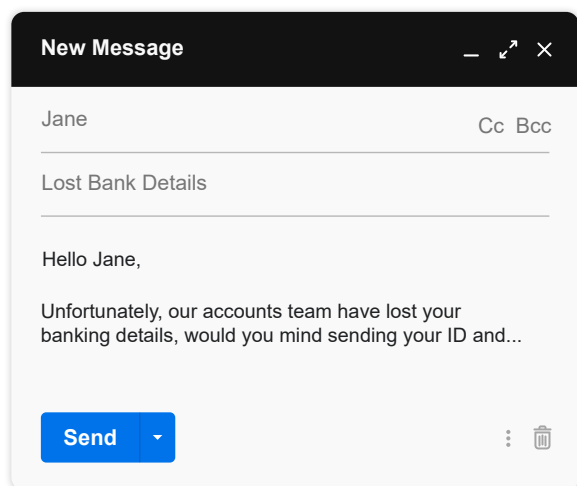 New Message
Jane
Cc Bcc
Lost Bank Details
Hello Jane,
Unfortunately, our accounts team have lost your
banking details, would you mind sending your ID and...
Send